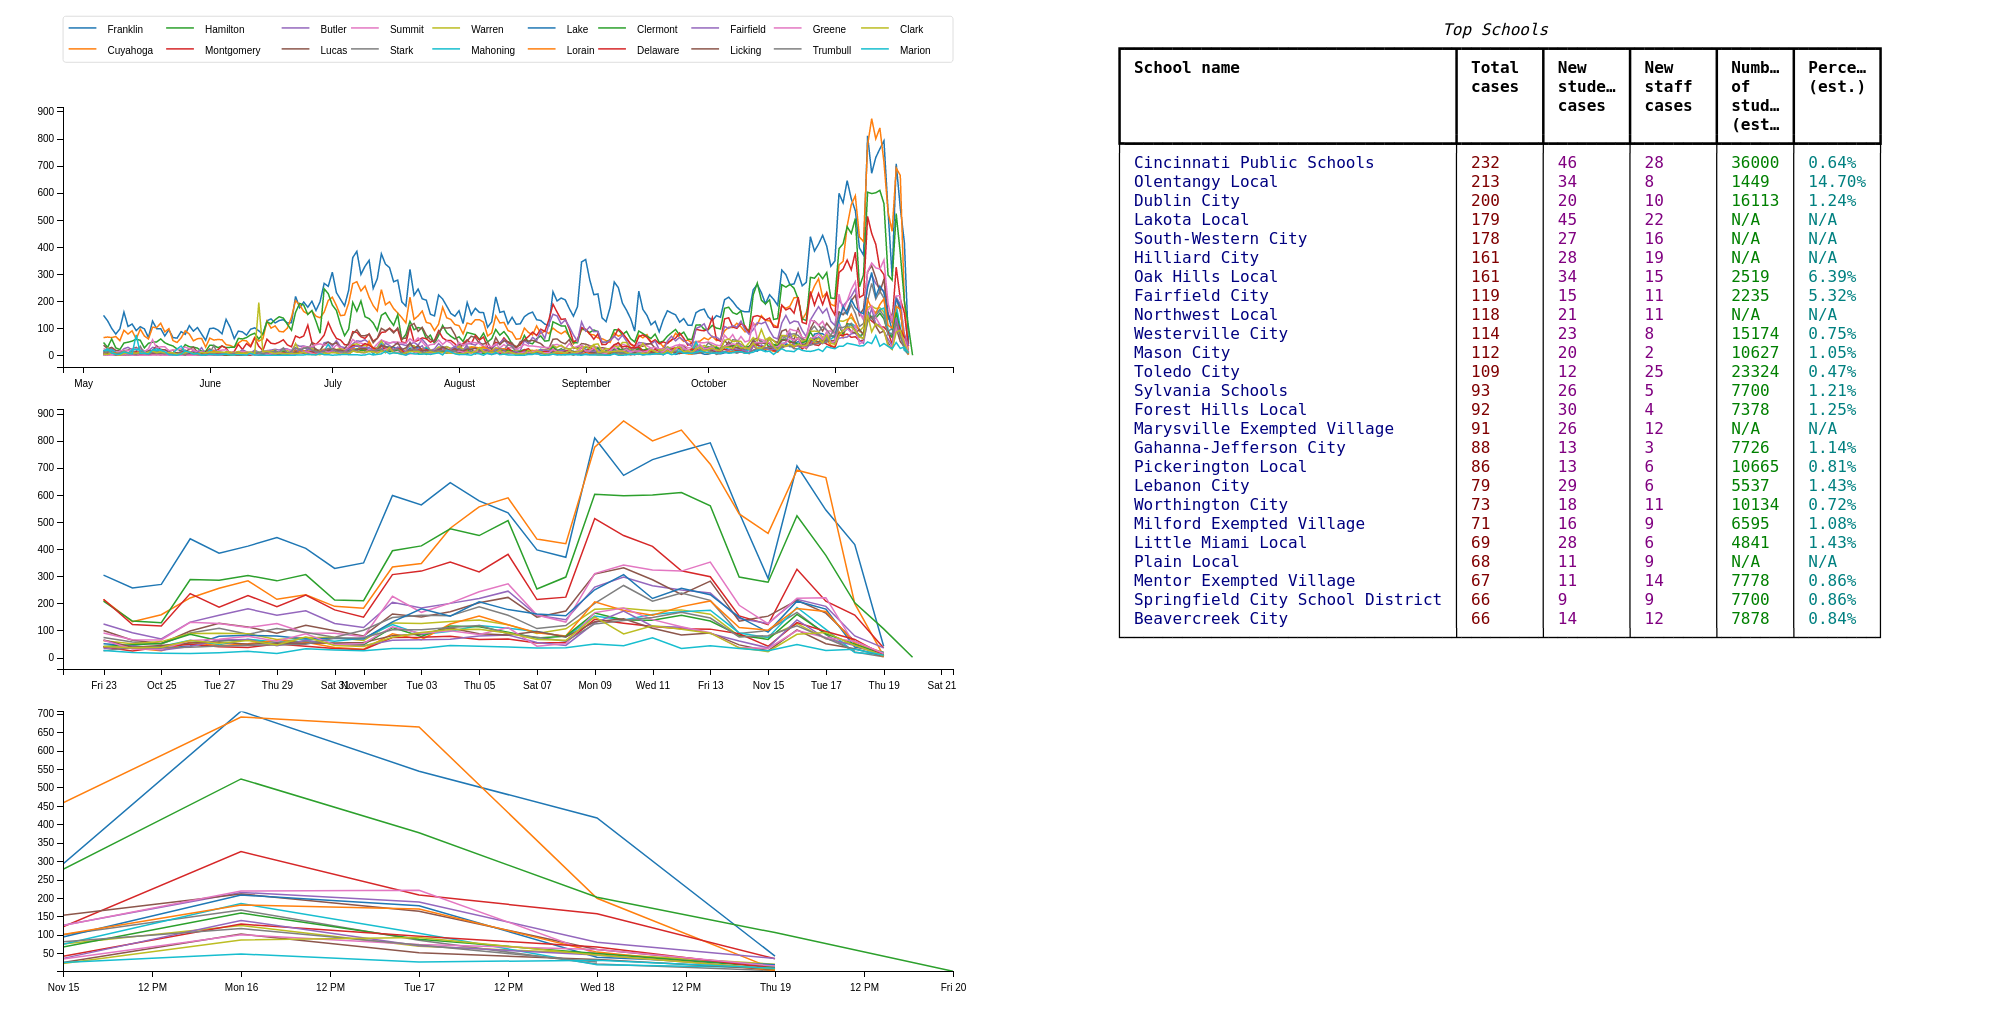 Franklin Hamilton Butler Summit Warren Lake Clermont Fairfield Greene Clark
Cuyahoga Montgomery Lucas Stark Mahoning Lorain Delaware Licking Trumbull Marion
900
800
700
600
500
400
300
200
100
0
May June July August September October November
900
800
700
600
500
400
300
200
100
0
Fri 23 Oct 25 Tue 27 Thu 29 Sat 31 November Tue 03 Thu 05 Sat 07 Mon 09 Wed 11 Fri 13 Nov 15 Tue 17 Thu 19 Sat 21
700
650
600
550
500
450
400
350
300
250
200
150
100
50
Nov 15 12 PM Mon 16 12 PM Tue 17 12 PM Wed 18 12 PM Thu 19 12 PM Fri 20
Top Schools
School name Total New New Numb… Perce…
cases stude… staff of (est.)
cases cases stud…
(est…
Cincinnati Public Schools 232 46 28 36000 0.64%
Olentangy Local 213 34 8 1449 14.70%
Dublin City 200 20 10 16113 1.24%
Lakota Local 179 45 22 N/A N/A
South-Western City 178 27 16 N/A N/A
Hilliard City 161 28 19 N/A N/A
Oak Hills Local 161 34 15 2519 6.39%
Fairfield City 119 15 11 2235 5.32%
Northwest Local 118 21 11 N/A N/A
Westerville City 114 23 8 15174 0.75%
Mason City 112 20 2 10627 1.05%
Toledo City 109 12 25 23324 0.47%
Sylvania Schools 93 26 5 7700 1.21%
Forest Hills Local 92 30 4 7378 1.25%
Marysville Exempted Village 91 26 12 N/A N/A
Gahanna-Jefferson City 88 13 3 7726 1.14%
Pickerington Local 86 13 6 10665 0.81%
Lebanon City 79 29 6 5537 1.43%
Worthington City 73 18 11 10134 0.72%
Milford Exempted Village 71 16 9 6595 1.08%
Little Miami Local 69 28 6 4841 1.43%
Plain Local 68 11 9 N/A N/A
Mentor Exempted Village 67 11 14 7778 0.86%
Springfield City School District 66 9 9 7700 0.86%
Beavercreek City 66 14 12 7878 0.84%